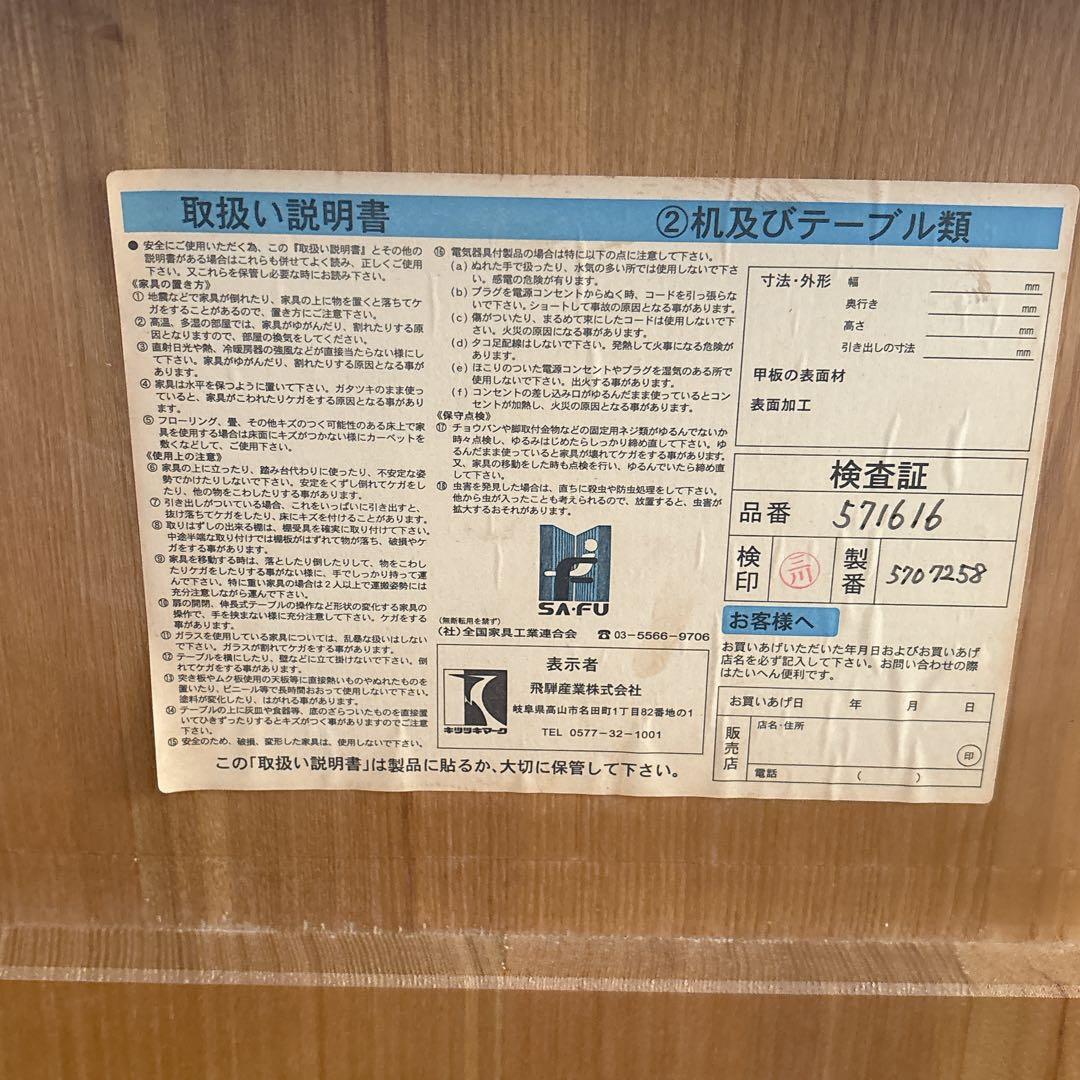 取扱い説明書
②机及びテーブル類
● 安全にご使用いただく為、この『取扱い説明書』とその他の
説明書がある場合はこれらも併せてよく読み、正しくご使用
下さい。又これらを保管し必要な時にお読み下さい。
《家具の置き方》
① 地震などで家具が倒れたり、家具の上に物を置くと落ちてケ
ガをすることがあるので、置き方にご注意下さい。
② 高温、多湿の部屋では、家具がゆがんだり、割れたりする原
因となりますので、部屋の換気をしてください。
③ 直射日光や熱、冷暖房器の強風などが直接当たらない様にし
て下さい。家具がゆがんだり、割れたりする原因となる事が
あります。
④ 家具は水平を保つように置いて下さい。ガタツキのまま使っ
ていると、家具がこわれたりケガをする原因となる事があり
ます。
⑤ フローリング、畳、その他キズのつく可能性のある床上で家
具を使用する場合は床面にキズがつかない様にカーペットを
敷くなどして、ご使用下さい。
《使用上の注意》
⑥ 家具の上に立ったり、踏み台代わりに使ったり、不安定な姿
勢でかけたりしないで下さい。安定をくずし倒れてケガをし
たり、他の物をこわしたりする事があります。
⑦ 引き出しがついている場合、これをいっぱいに引き出すと、
抜け落ちてケガをしたり、床にキズを付けることがあります。
⑧ 取りはずしの出来る棚は、棚受具を確実に取り付けて下さい。
中途半端な取り付けでは棚板がはずれて物が落ち、破損やケ
ガをする事があります。
⑨ 家具を移動する時は、落としたり倒したりして、物をこわし
たりケガをしたりする事がない様に、手でしっかり持って運
んで下さい。特に重い家具の場合は2人以上で運搬姿勢には
充分注意しながら運んで下さい。
⑩ 扉の開閉、伸長式テーブルの操作など形状の変化する家具の
操作で、手を挟まない様に充分注意して下さい。ケガをする
事があります。
⑪ ガラスを使用している家具については、乱暴な扱いはしない
で下さい。ガラスが割れてケガをする事があります。
⑫ テーブルを横にしたり、壁などに立て掛けないで下さい。倒
れてケガをする事があります。
⑬ 突き板やムク板使用の天板等に直接熱いものやぬれたものを
置いたり、ビニール等で長時間おおって使用しないで下さい。
塗料が変化したり、はがれる事があります。
⑭ テーブルの上に灰皿や食器等、底のざらついたものを直接置
いてひきずったりするとキズがつく事がありますのでご注意
下さい。
⑮ 安全のため、破損、変形した家具は、使用しないで下さい。
⑯ 電気器具付製品の場合は特に以下の点に注意して下さい。
(a) ぬれた手で扱ったり、水気の多い所では使用しないで下さ
い。感電の危険が有ります。
(b) プラグを電源コンセントからぬく時、コードを引っ張らな
いで下さい。ショートして事故の原因となる事があります。
(c) 傷がついたり、まるめて束にしたコードは使用しないで下
さい。火災の原因になる事があります。
(d) タコ足配線はしないで下さい。発熱して火事になる危険が
あります。
(e) ほこりのついた電源コンセントやプラグを湿気のある所で
使用しないで下さい。出火する事があります。
(f) コンセントの差し込み口がゆるんだまま使っているとコン
セントが加熱し、火災の原因になる事があります。
《保守点検》
⑰ チョウバンや脚取付金物などの固定用ネジ類がゆるんでないか
時々点検し、ゆるみはじめたらしっかり締め直して下さい。ゆ
るんだまま使っていると家具が壊れてケガをする事があります。
又、家具の移動をした時も点検を行い、ゆるんでいたら締め直
して下さい。
⑱ 虫害を発見した場合は、直ちに殺虫や防虫処理をして下さい。
他から虫が入ったことも考えられるので、放置すると、虫害が
拡大するおそれがあります。
SA・FU
(無断転用を禁ず)
(社)全国家具工業連合会 ☎03-5566-9706
表示者
飛騨産業株式会社
岐阜県高山市名田町1丁目82番地の1
TEL 0577-32-1001
キツツキマーク
この「取扱い説明書」は製品に貼るか、大切に保管して下さい。
寸法・外形 幅 mm
奥行き mm
高さ mm
引き出しの寸法 mm
甲板の表面材
表面加工
検査証
品番 571616
検印 三川 製番 5707258
お客様へ
お買いあげいただいた年月日およびお買いあげ
店名を必ず記入して下さい。お問い合わせの際
はたいへん便利です。
お買いあげ日 年 月 日
販売店 店名・住所
印
電話 ( )